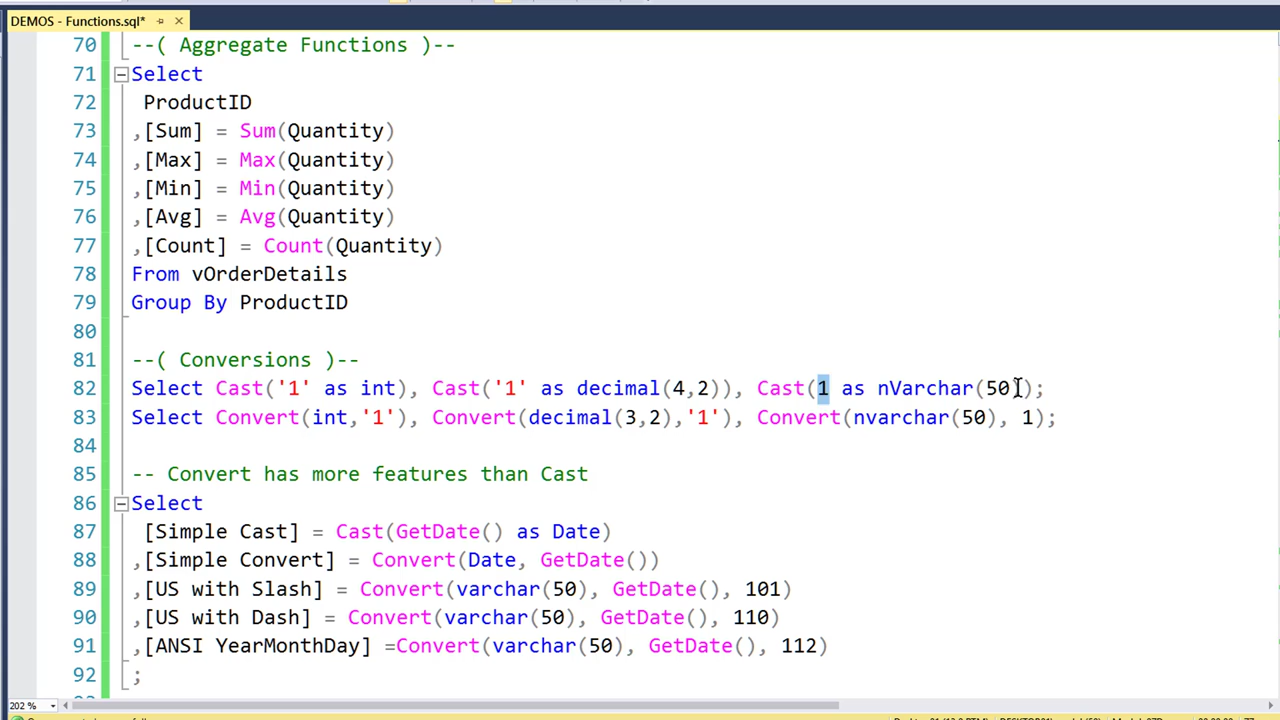 DEMOS - Functions.sql*
70 --( Aggregate Functions )--
71 Select
72 ProductID
73 ,[Sum] = Sum(Quantity)
74 ,[Max] = Max(Quantity)
75 ,[Min] = Min(Quantity)
76 ,[Avg] = Avg(Quantity)
77 ,[Count] = Count(Quantity)
78 From vOrderDetails
79 Group By ProductID
80
81 --( Conversions )--
82 Select Cast('1' as int), Cast('1' as decimal(4,2)), Cast(1 as nVarchar(50));
83 Select Convert(int,'1'), Convert(decimal(3,2),'1'), Convert(nvarchar(50), 1);
84
85 -- Convert has more features than Cast
86 Select
87 [Simple Cast] = Cast(GetDate() as Date)
88 ,[Simple Convert] = Convert(Date, GetDate())
89 ,[US with Slash] = Convert(varchar(50), GetDate(), 101)
90 ,[US with Dash] = Convert(varchar(50), GetDate(), 110)
91 ,[ANSI YearMonthDay] =Convert(varchar(50), GetDate(), 112)
92 ;
202 %